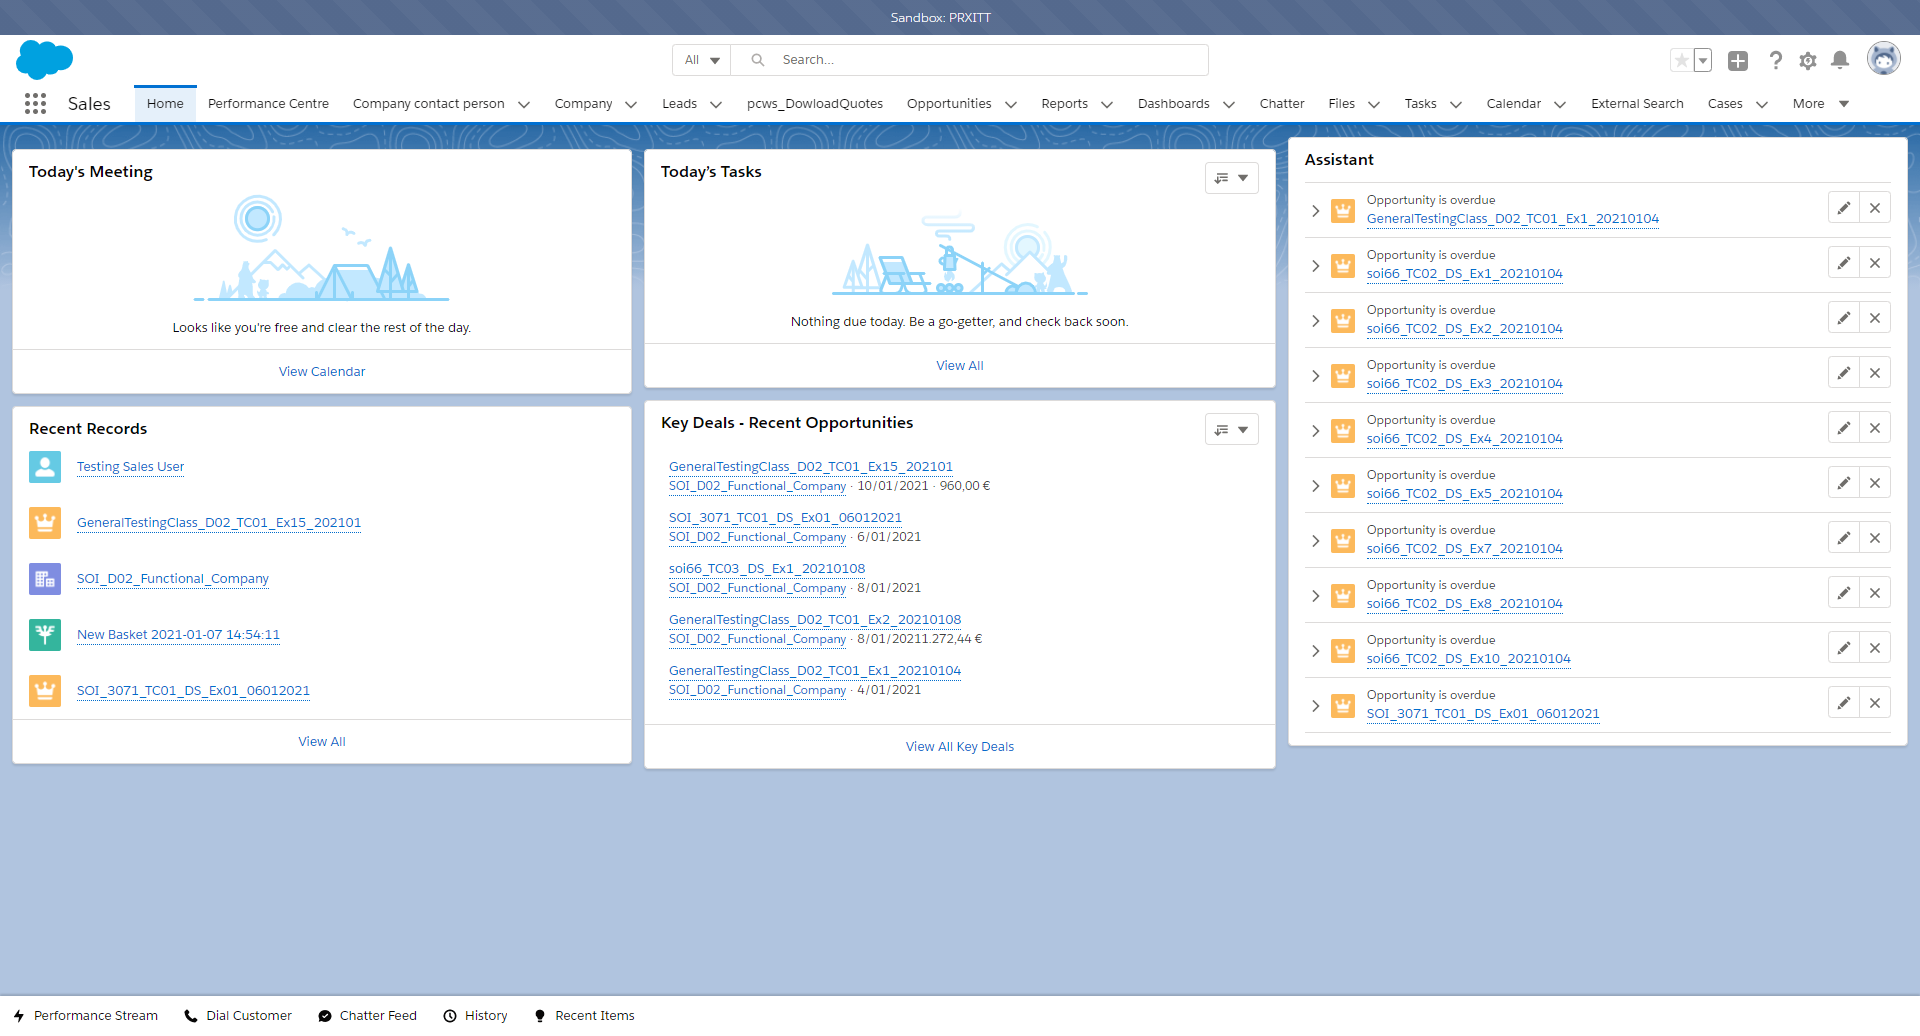 Sandbox: PRXITT
All
Search...
Sales
Home
Performance Centre
Company contact person
Company
Leads
pcws_DowloadQuotes
Opportunities
Reports
Dashboards
Chatter
Files
Tasks
Calendar
External Search
Cases
More
Today's Meeting
Looks like you're free and clear the rest of the day.
View Calendar
Recent Records
Testing Sales User
GeneralTestingClass_D02_TC01_Ex15_202101
SOI_D02_Functional_Company
New Basket 2021-01-07 14:54:11
SOI_3071_TC01_DS_Ex01_06012021
View All
Today’s Tasks
Nothing due today. Be a go-getter, and check back soon.
View All
Key Deals - Recent Opportunities
GeneralTestingClass_D02_TC01_Ex15_202101
SOI_D02_Functional_Company · 10/01/2021 · 960,00 €
SOI_3071_TC01_DS_Ex01_06012021
SOI_D02_Functional_Company · 6/01/2021
soi66_TC03_DS_Ex1_20210108
SOI_D02_Functional_Company · 8/01/2021
GeneralTestingClass_D02_TC01_Ex2_20210108
SOI_D02_Functional_Company · 8/01/20211.272,44 €
GeneralTestingClass_D02_TC01_Ex1_20210104
SOI_D02_Functional_Company · 4/01/2021
View All Key Deals
Assistant
Opportunity is overdue
GeneralTestingClass_D02_TC01_Ex1_20210104
Opportunity is overdue
soi66_TC02_DS_Ex1_20210104
Opportunity is overdue
soi66_TC02_DS_Ex2_20210104
Opportunity is overdue
soi66_TC02_DS_Ex3_20210104
Opportunity is overdue
soi66_TC02_DS_Ex4_20210104
Opportunity is overdue
soi66_TC02_DS_Ex5_20210104
Opportunity is overdue
soi66_TC02_DS_Ex7_20210104
Opportunity is overdue
soi66_TC02_DS_Ex8_20210104
Opportunity is overdue
soi66_TC02_DS_Ex10_20210104
Opportunity is overdue
SOI_3071_TC01_DS_Ex01_06012021
Performance Stream
Dial Customer
Chatter Feed
History
Recent Items